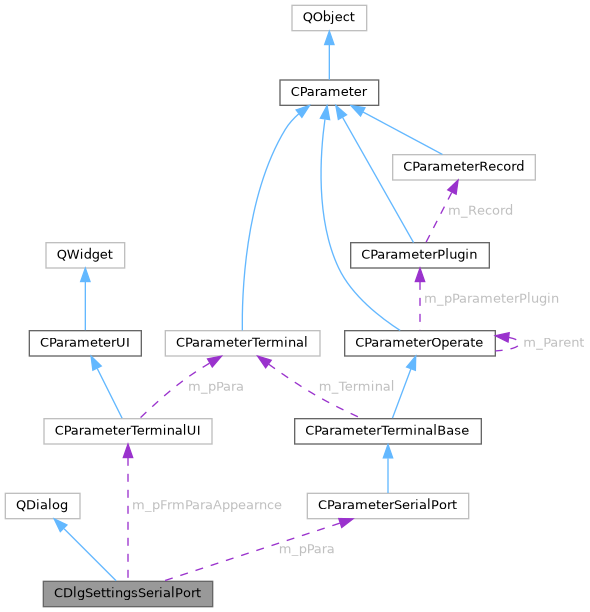 QObject
CParameter
CParameterRecord
m_Record
QWidget
CParameterPlugin
m_pParameterPlugin
CParameterUI
CParameterTerminal
CParameterOperate
m_Parent
m_pPara
m_Terminal
CParameterTerminalUI
CParameterTerminalBase
QDialog
m_pFrmParaAppearnce
CParameterSerialPort
m_pPara
CDlgSettingsSerialPort